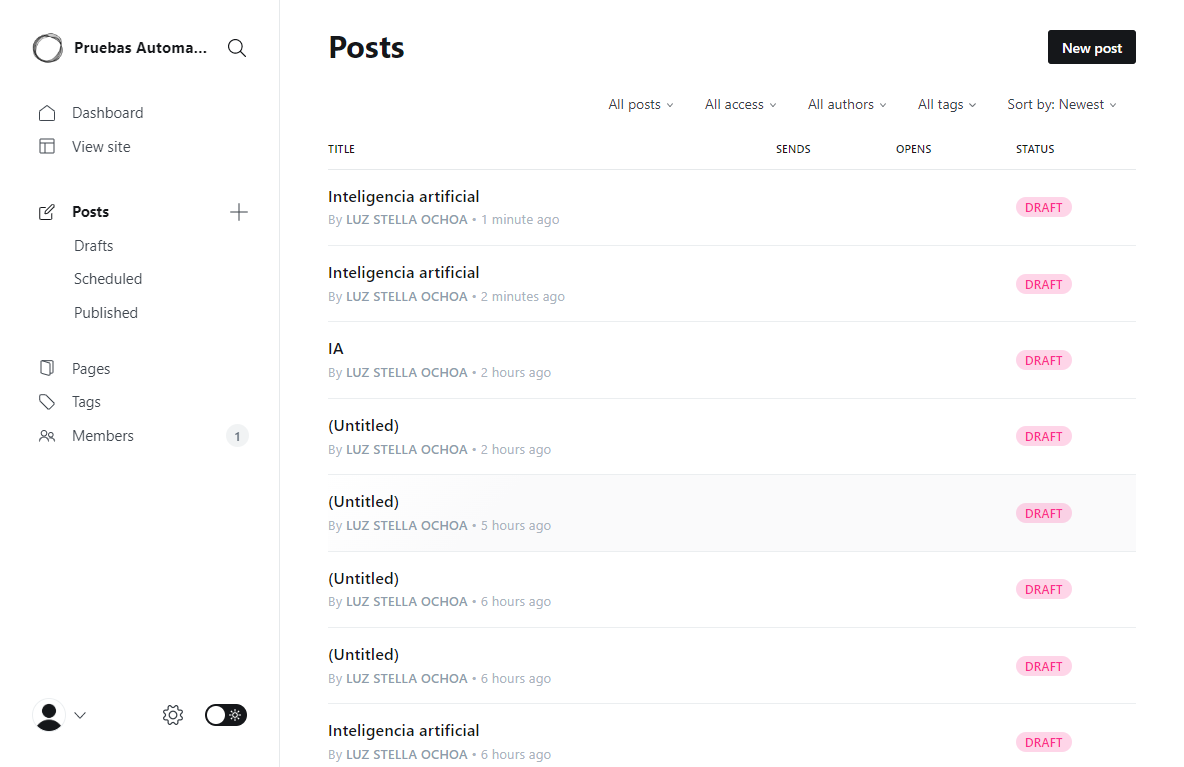 Pruebas Automa...
Dashboard
View site
Posts
Drafts
Scheduled
Published
Pages
Tags
Members 1
Posts
New post
All posts All access All authors All tags Sort by: Newest
TITLE SENDS OPENS STATUS
Inteligencia artificial
By LUZ STELLA OCHOA • 1 minute ago
DRAFT
Inteligencia artificial
By LUZ STELLA OCHOA • 2 minutes ago
DRAFT
IA
By LUZ STELLA OCHOA • 2 hours ago
DRAFT
(Untitled)
By LUZ STELLA OCHOA • 2 hours ago
DRAFT
(Untitled)
By LUZ STELLA OCHOA • 5 hours ago
DRAFT
(Untitled)
By LUZ STELLA OCHOA • 6 hours ago
DRAFT
(Untitled)
By LUZ STELLA OCHOA • 6 hours ago
DRAFT
Inteligencia artificial
By LUZ STELLA OCHOA • 6 hours ago
DRAFT